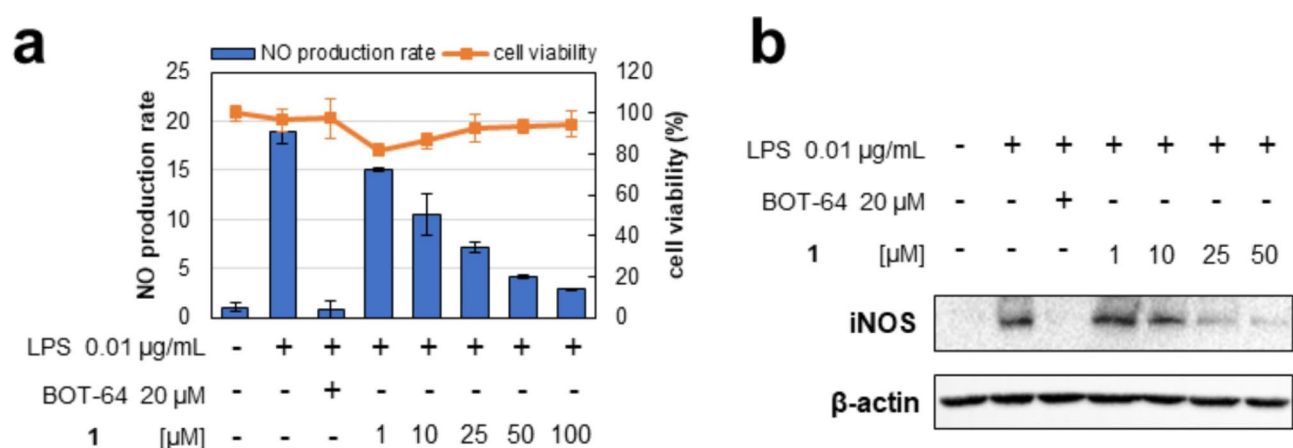 a
NO production rate cell viability
25 120
20 100
15 80
10 60
5 40
0 20
0
NO production rate
cell viability (%)
LPS 0.01 µg/mL - + + + + + + +
BOT-64 20 µM - - + - - - - -
1 [µM] - - - 1 10 25 50 100
b
LPS 0.01 µg/mL - + + + + + +
BOT-64 20 µM - - + - - - -
1 [µM] - - - 1 10 25 50
iNOS
β-actin